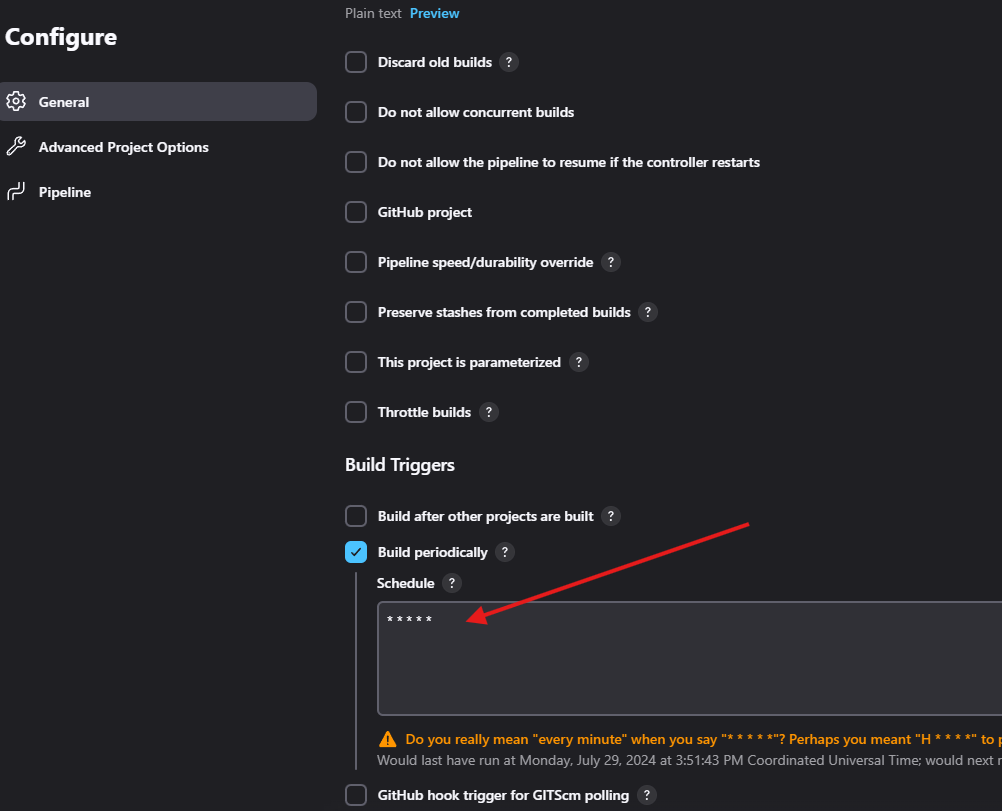 Plain text Preview
Configure
Discard old builds ?
General
Do not allow concurrent builds
Advanced Project Options
Do not allow the pipeline to resume if the controller restarts
Pipeline
GitHub project
Pipeline speed/durability override ?
Preserve stashes from completed builds ?
This project is parameterized ?
Throttle builds ?
Build Triggers
Build after other projects are built ?
Build periodically ?
Schedule ?
* * * * *
Do you really mean "every minute" when you say "* * * * *"? Perhaps you meant "H * * * *" to
Would last have run at Monday, July 29, 2024 at 3:51:43 PM Coordinated Universal Time; would next
GitHub hook trigger for GITScm polling ?